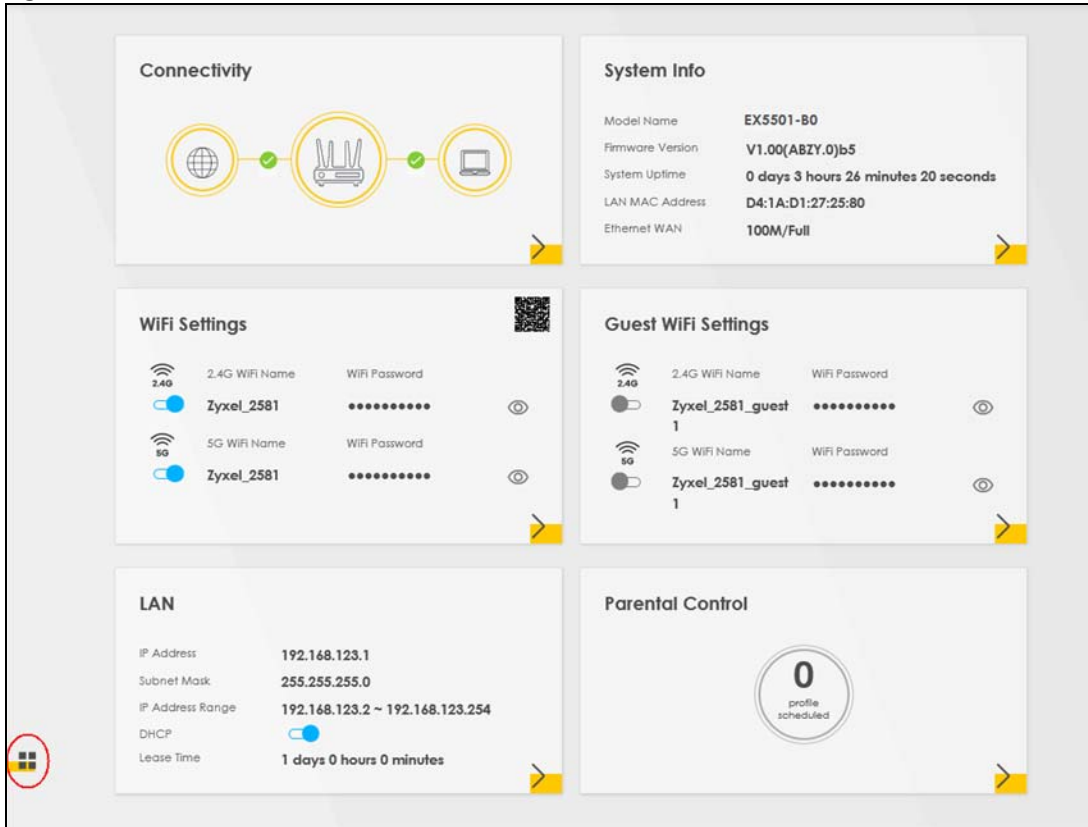 Connectivity
System Info
Model Name EX5501-B0
Firmware Version V1.00(ABZY.0)b5
System Uptime 0 days 3 hours 26 minutes 20 seconds
LAN MAC Address D4:1A:D1:27:25:80
Ethernet WAN 100M/Full
WiFi Settings
2.4G 2.4G WiFi Name WiFi Password
Zyxel_2581 ••••••••••
5G 5G WiFi Name WiFi Password
Zyxel_2581 ••••••••••
Guest WiFi Settings
2.4G 2.4G WiFi Name WiFi Password
Zyxel_2581_guest ••••••••••
1
5G 5G WiFi Name WiFi Password
Zyxel_2581_guest ••••••••••
1
LAN
IP Address 192.168.123.1
Subnet Mask 255.255.255.0
IP Address Range 192.168.123.2 ~ 192.168.123.254
DHCP
Lease Time 1 days 0 hours 0 minutes
Parental Control
0
profile
scheduled